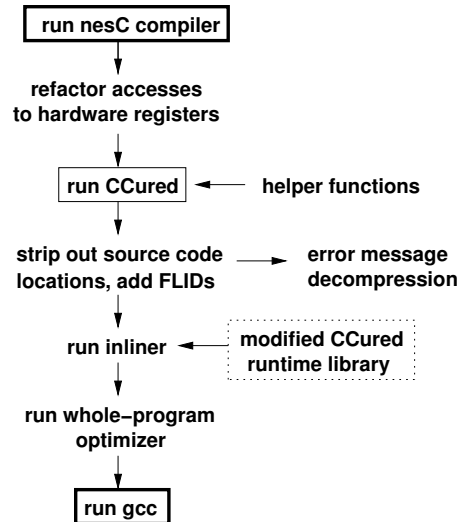 run nesC compiler
refactor accesses
to hardware registers
run CCured
helper functions
strip out source code
locations, add FLIDs
error message
decompression
run inliner
modified CCured
runtime library
run whole−program
optimizer
run gcc